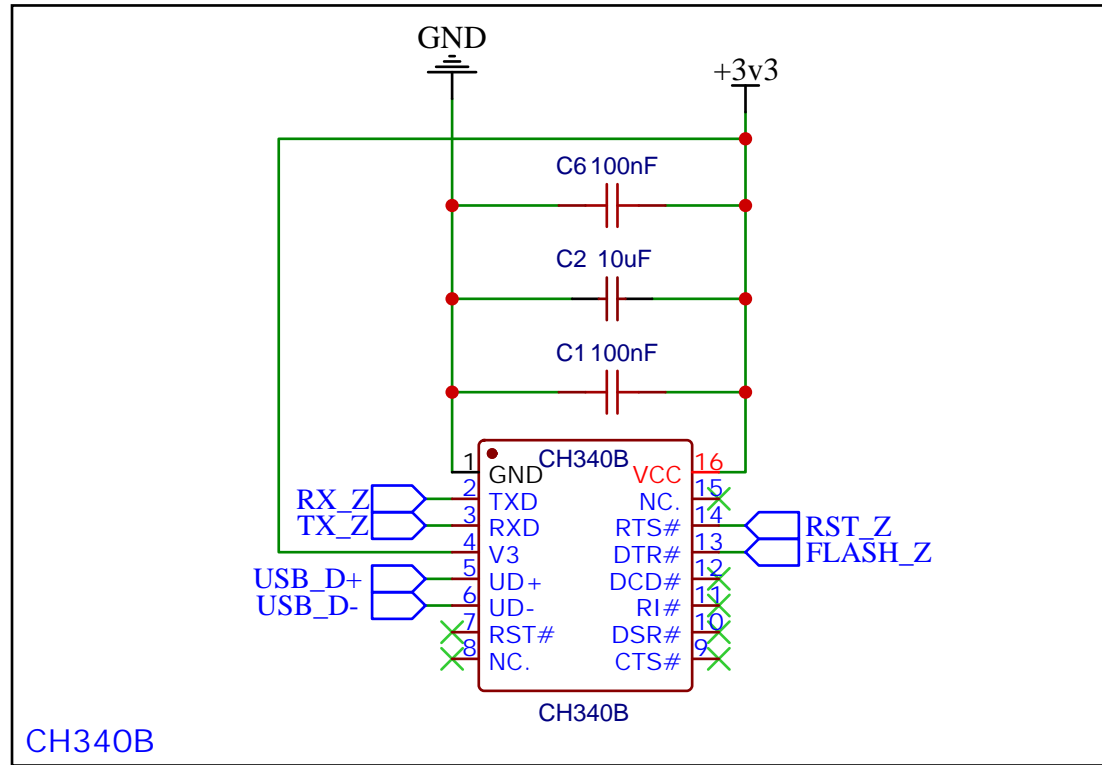 GND
+3v3
C6 100nF
C2 10uF
C1 100nF
CH340B
1 GND VCC 16
RX_Z 2 TXD NC. 15
TX_Z 3 RXD RTS# 14 RST_Z
4 V3 DTR# 13 FLASH_Z
USB_D+ 5 UD+ DCD# 12
USB_D- 6 UD- RI# 11
7 RST# DSR# 10
8 NC. CTS# 9
CH340B
CH340B